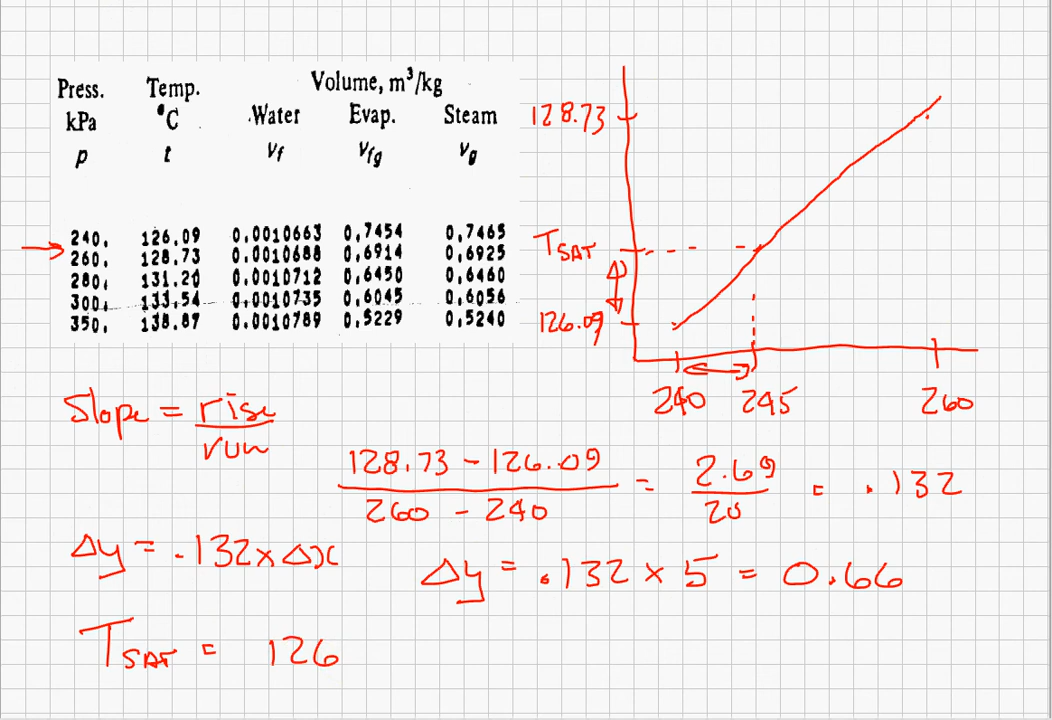 Press. Temp. Volume, m³/kg
kPa °C Water Evap. Steam
p t vf vfg vg
240. 126.09 0.0010663 0.7454 0.7465
260. 128.73 0.0010688 0.6914 0.6925
280. 131.20 0.0010712 0.6450 0.6460
300. 133.54 0.0010735 0.6045 0.6056
350. 138.87 0.0010789 0.5229 0.5240
128.73
TSAT
126.09
240 245 260
Slope = rise
run
128.73 - 126.09 = 2.69 = .132
260 - 240 20
Δy = .132 x Δx
Δy = .132 x 5 = 0.66
TSAT = 126